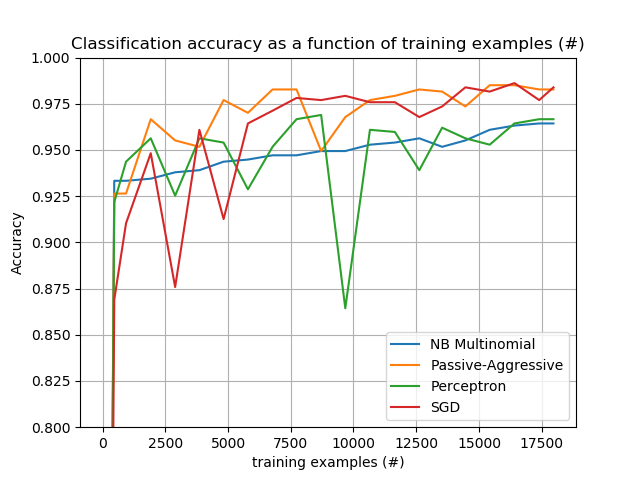 Classification accuracy as a function of training examples (#)
1.000
0.975
0.950
0.925
0.900
0.875
0.850
0.825
0.800
Accuracy
NB Multinomial
Passive-Aggressive
Perceptron
SGD
0 2500 5000 7500 10000 12500 15000 17500
training examples (#)